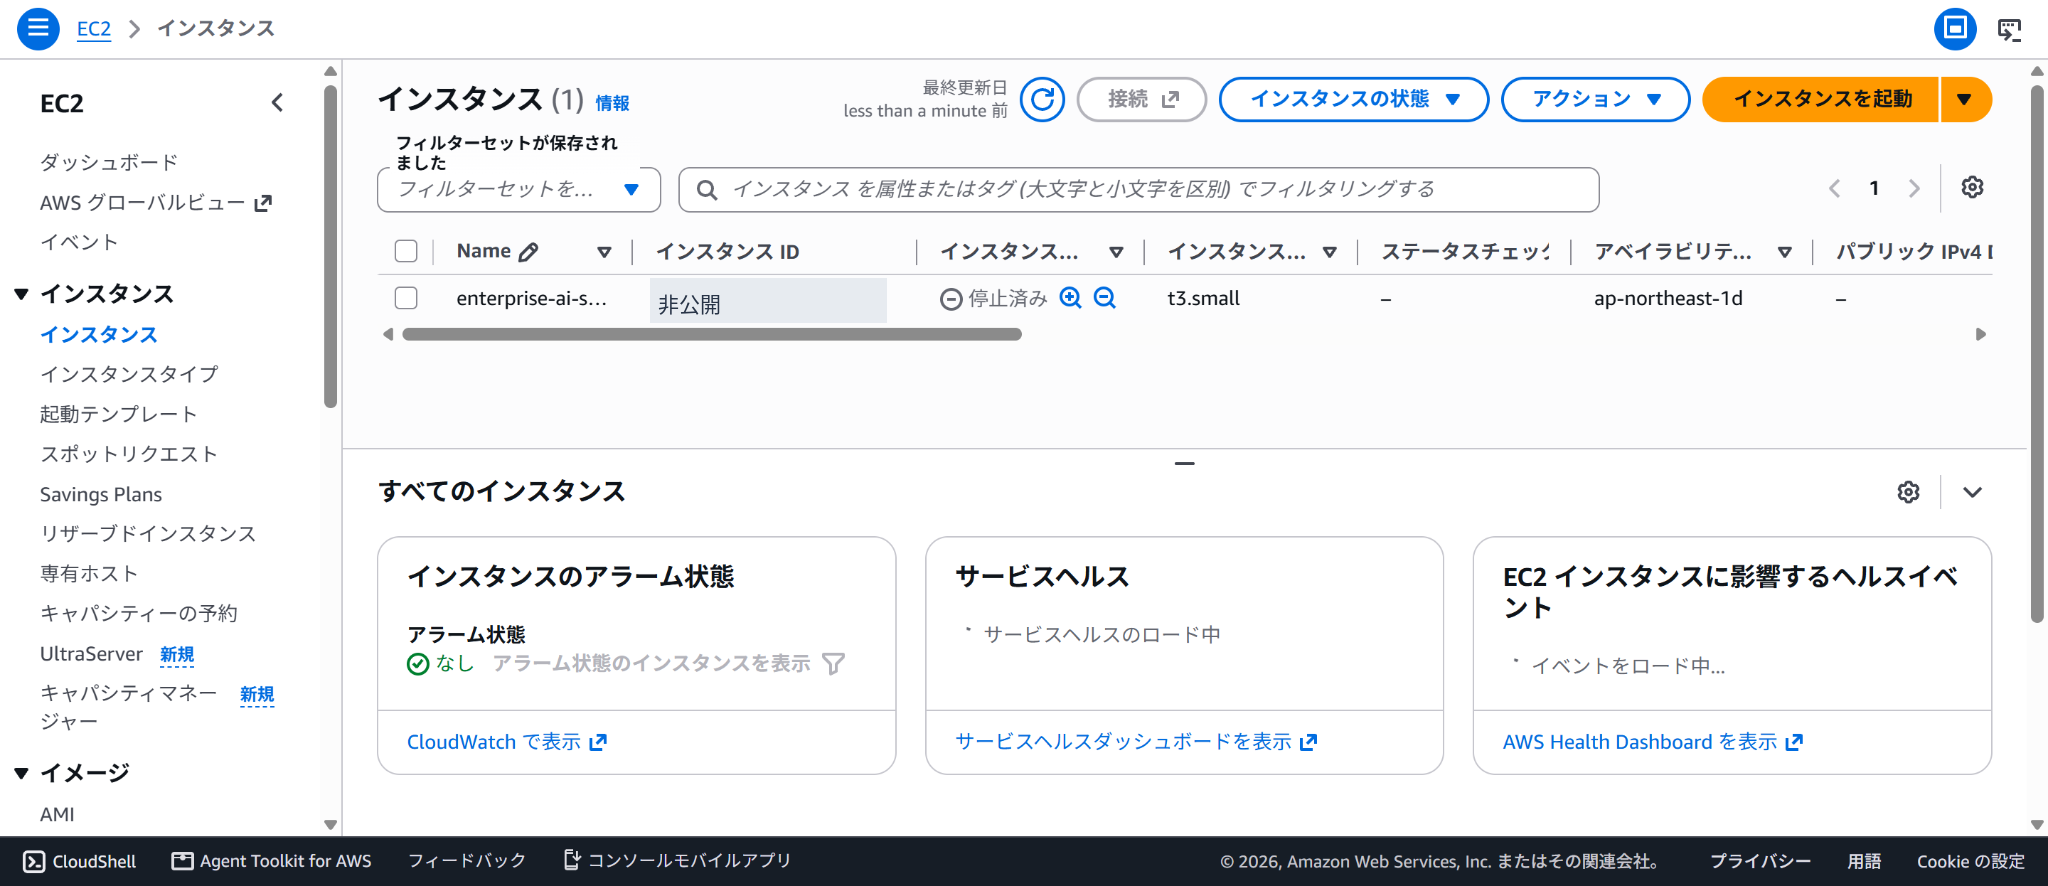 EC2 > インスタンス
EC2
ダッシュボード
AWS グローバルビュー
イベント
インスタンス
インスタンス
インスタンスタイプ
起動テンプレート
スポットリクエスト
Savings Plans
リザーブドインスタンス
専有ホスト
キャパシティーの予約
UltraServer 新規
キャパシティマネー 新規
ジャー
イメージ
AMI
インスタンス (1) 情報
最終更新日
less than a minute 前
接続
インスタンスの状態
アクション
インスタンスを起動
フィルターセットが保存され
ました
フィルターセットを...
インスタンス を属性またはタグ (大文字と小文字を区別) でフィルタリングする
1
Name インスタンス ID インスタンス... インスタンス... ステータスチェック アベイラビリテ... パブリック IPv4 D
enterprise-ai-s... 非公開 停止済み t3.small – ap-northeast-1d –
すべてのインスタンス
インスタンスのアラーム状態
アラーム状態
なし アラーム状態のインスタンスを表示
CloudWatch で表示
サービスヘルス
サービスヘルスのロード中
サービスヘルスダッシュボードを表示
EC2 インスタンスに影響するヘルスイベ
ント
イベントをロード中...
AWS Health Dashboard を表示
CloudShell Agent Toolkit for AWS フィードバック コンソールモバイルアプリ © 2026, Amazon Web Services, Inc. またはその関連会社。 プライバシー 用語 Cookie の設定